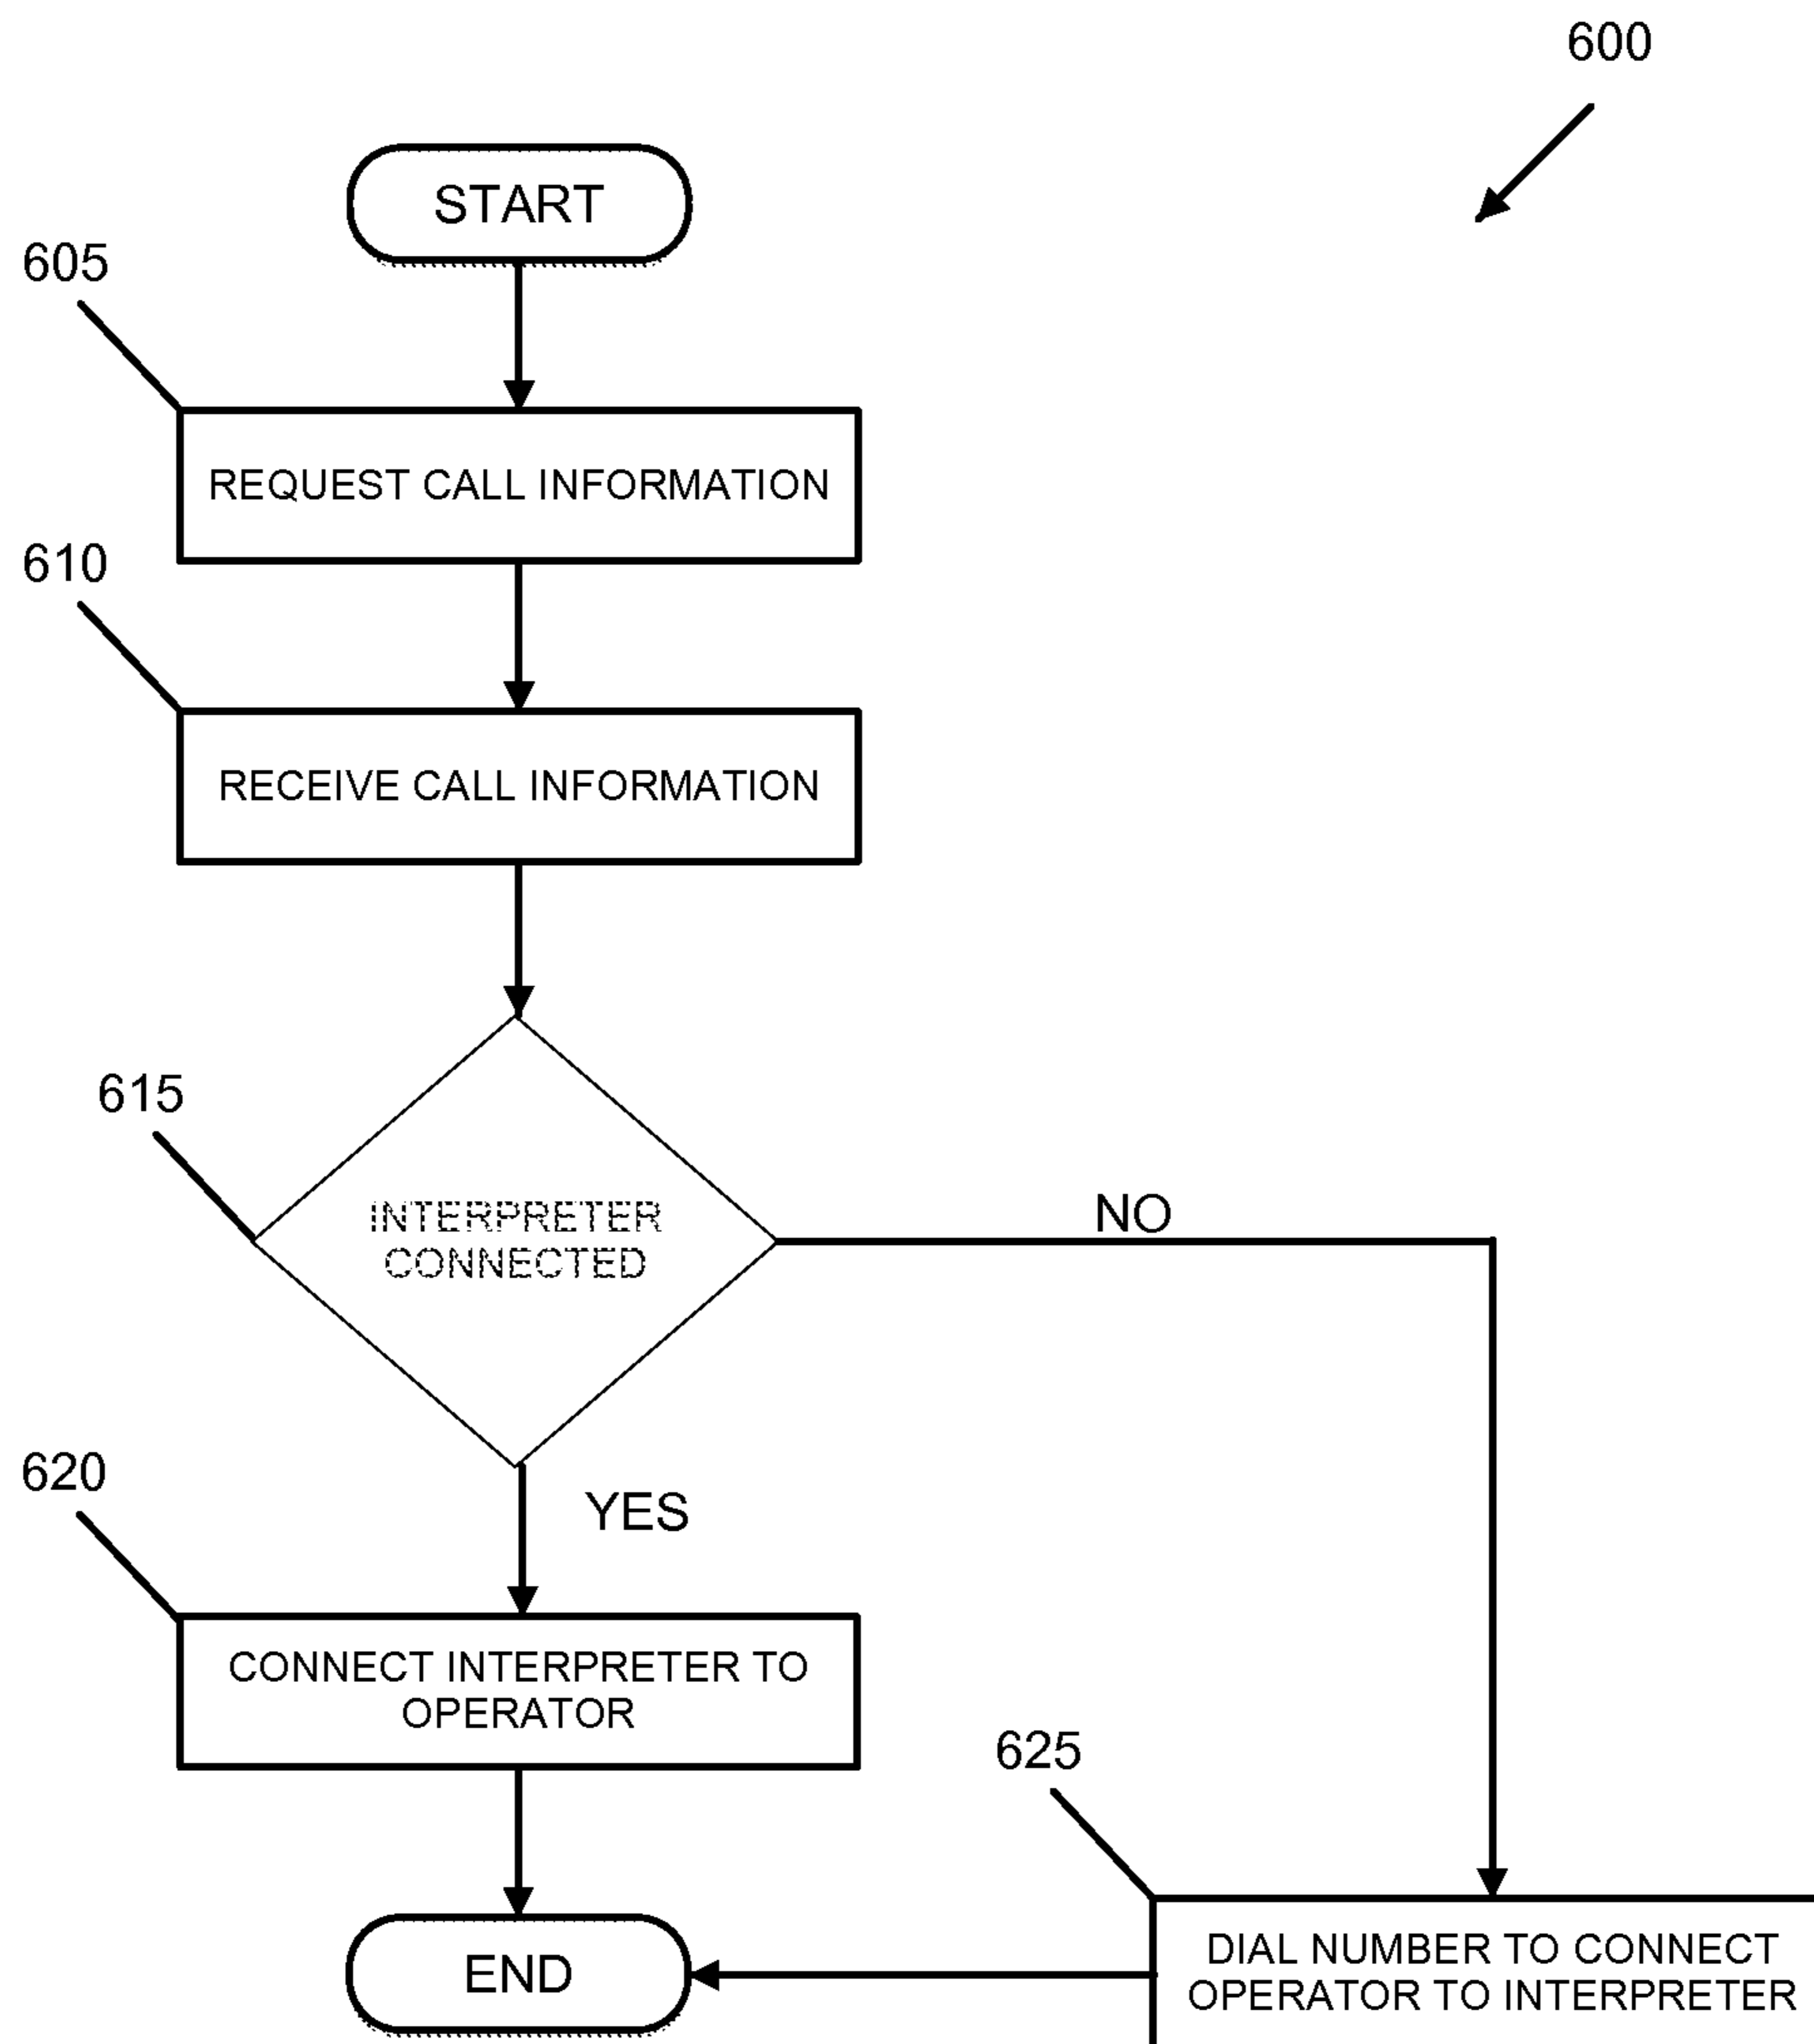 600
START
605
REQUEST CALL INFORMATION
610
RECEIVE CALL INFORMATION
615
INTERPRETER
CONNECTED
NO
620
YES
CONNECT INTERPRETER TO
OPERATOR
625
END
DIAL NUMBER TO CONNECT
OPERATOR TO INTERPRETER